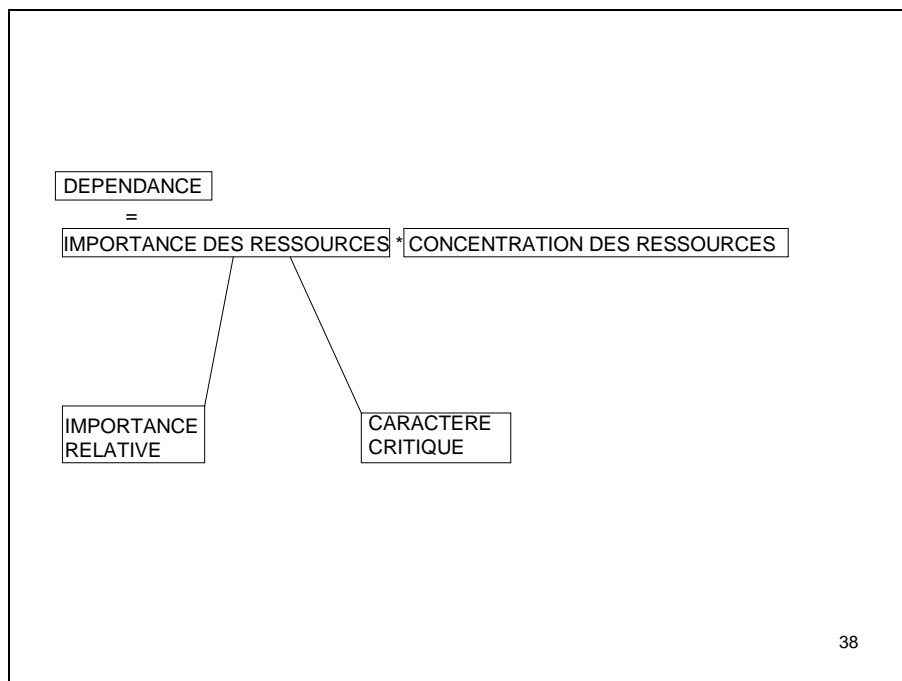 DEPENDANCE
=
IMPORTANCE DES RESSOURCES * CONCENTRATION DES RESSOURCES
IMPORTANCE
RELATIVE
CARACTERE
CRITIQUE
38